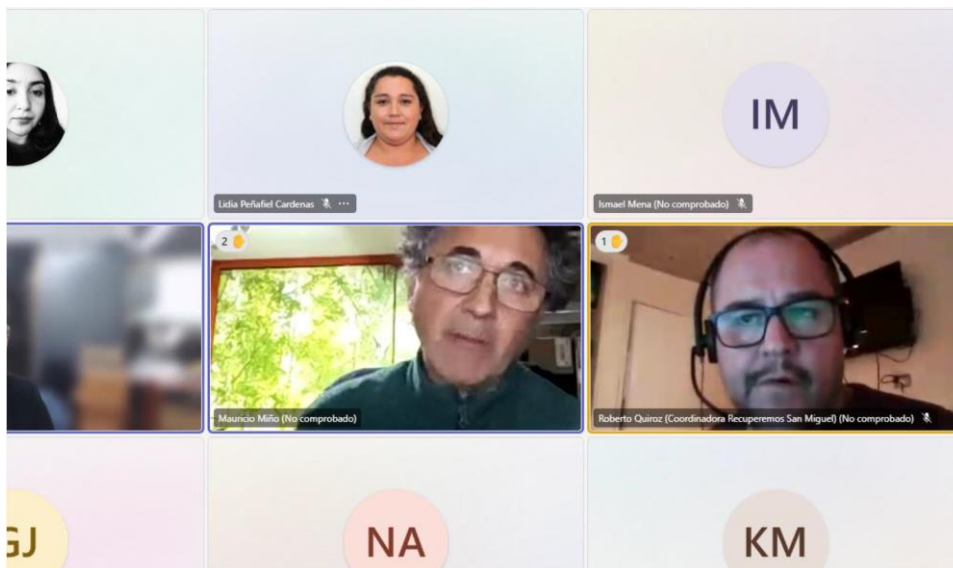 IM
Lidia Peñafiel Cardenas
Ismael Mena (No comprobado)
2
1
Mauricio Miño (No comprobado)
Roberto Quiroz (Coordinadora Recuperemos San Miguel) (No comprobado)
GJ
NA
KM